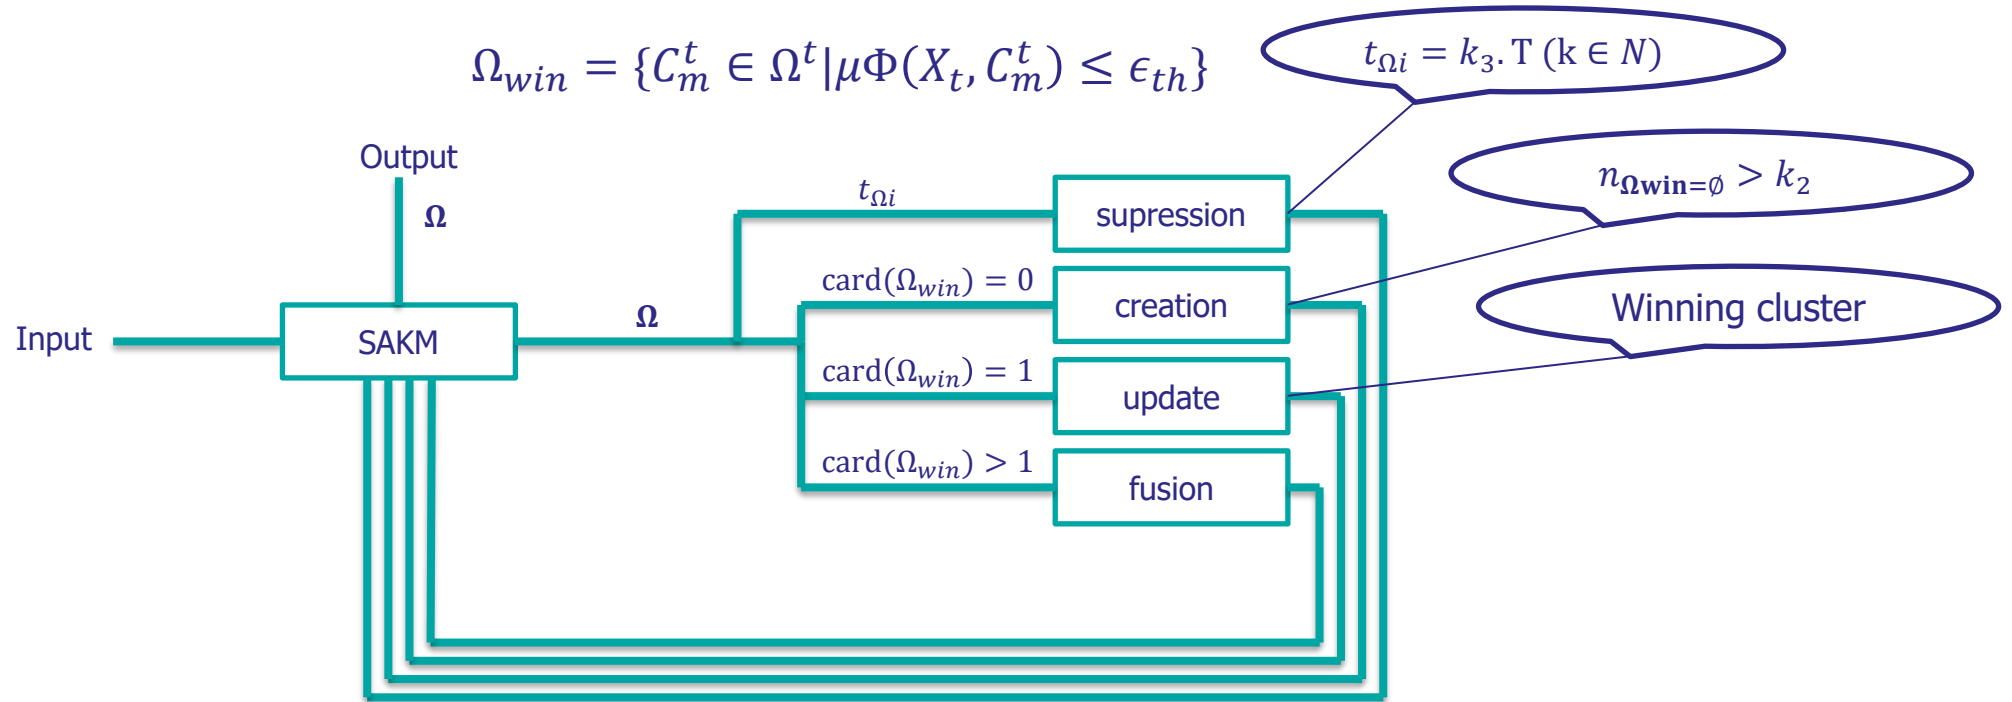 Ω_win = {C_m^t ∈ Ω^t|μΦ(X_t, C_m^t) ≤ ϵ_th}
t_Ωi = k_3. T (k ∈ N)
n_Ωwin=∅ > k_2
Winning cluster
Output
Ω
Input
SAKM
Ω
t_Ωi
supression
card(Ω_win) = 0
creation
card(Ω_win) = 1
update
card(Ω_win) > 1
fusion